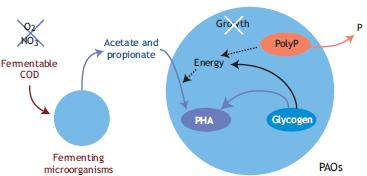 O2
NO3
Fermentable
COD
Acetate and
propionate
Fermenting
microorganisms
Growth
PolyP
P
Energy
PHA
Glycogen
PAOs